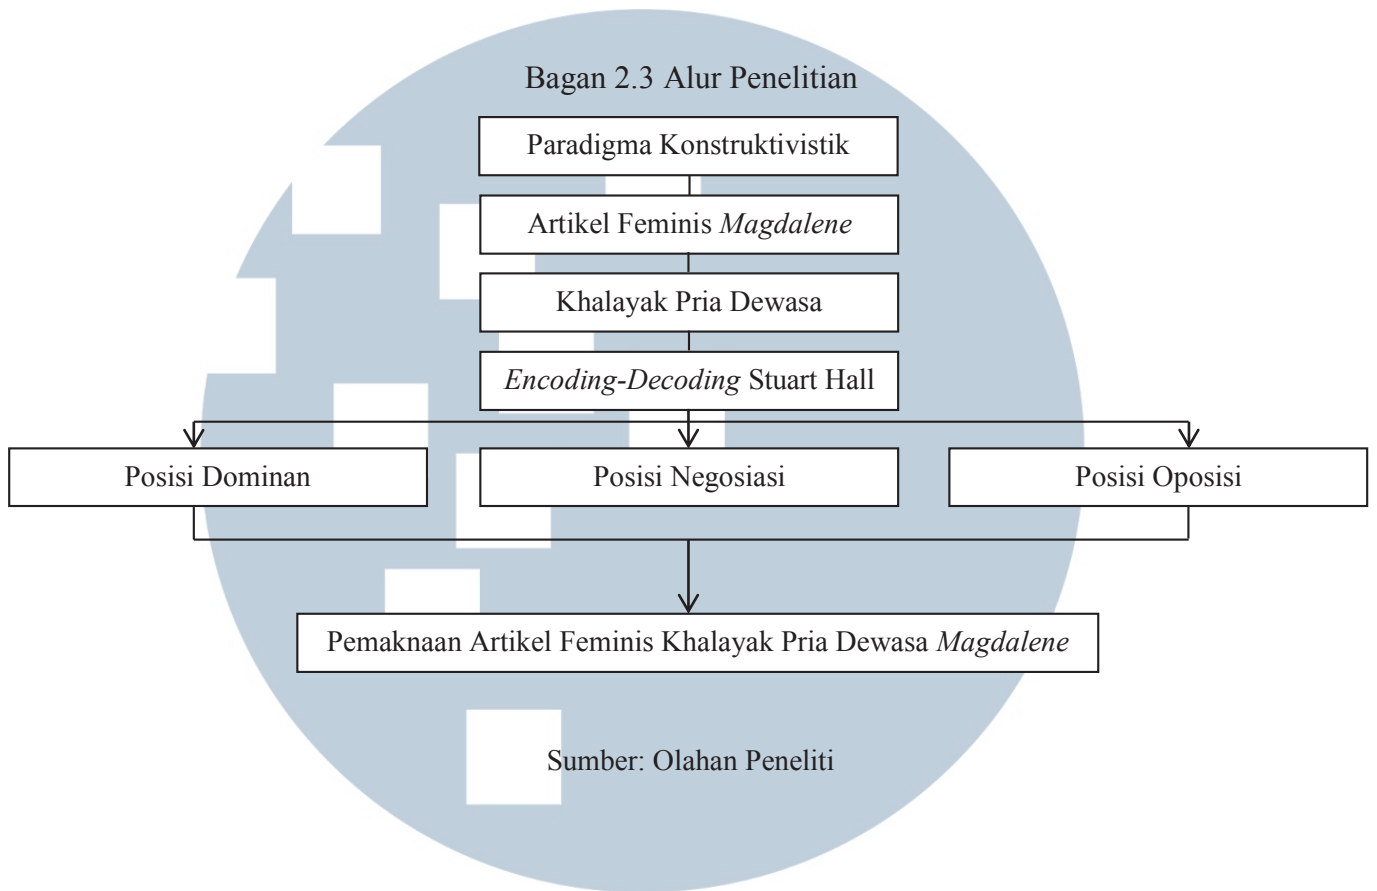 Bagan 2.3 Alur Penelitian
Paradigma Konstruktivistik
Artikel Feminis Magdalene
Khalayak Pria Dewasa
Encoding-Decoding Stuart Hall
Posisi Dominan
Posisi Negosiasi
Posisi Oposisi
Pemaknaan Artikel Feminis Khalayak Pria Dewasa Magdalene
Sumber: Olahan Peneliti